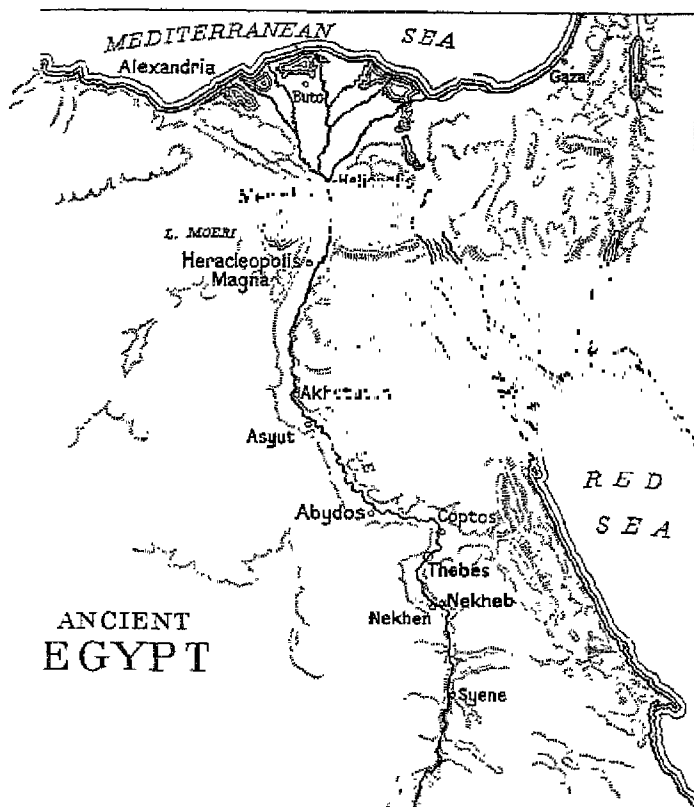 MEDITERRANEAN SEA
Alexandria
Gaza
Buto
Heliopolis
L. MOERI
Heracleopolis
Magna
Asyut
RED
SEA
Abydos
Coptos
Thebes
Nekheb
Nekhen
ANCIENT
EGYPT
Syene